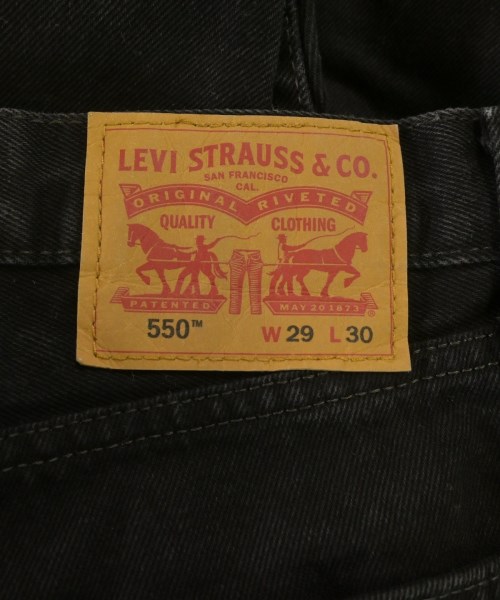 LEVI STRAUSS & CO.
SAN FRANCISCO
CAL.
ORIGINAL RIVETED
QUALITY CLOTHING
PATENTED MAY 20 1873 ®
550™ W 29 L 30